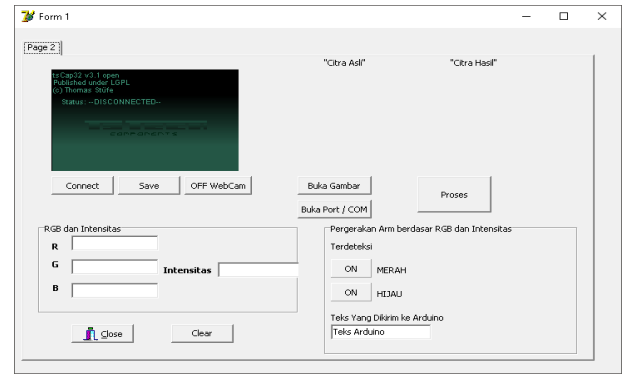 Form 1
Page 2
"Citra Asli"
"Citra Hasil"
tsCap32 v3.1 open
Published under LGPL
(c) Thomas Stüfe
Status: --DISCONNECTED--
components
Connect
Save
OFF WebCam
Buka Gambar
Proses
Buka Port / COM
RGB dan Intensitas
R
G
Intensitas
B
Close
Clear
Pergerakan Arm berdasar RGB dan Intensitas
Terdeteksi
ON MERAH
ON HIJAU
Teks Yang Dikirim ke Arduino
Teks Arduino